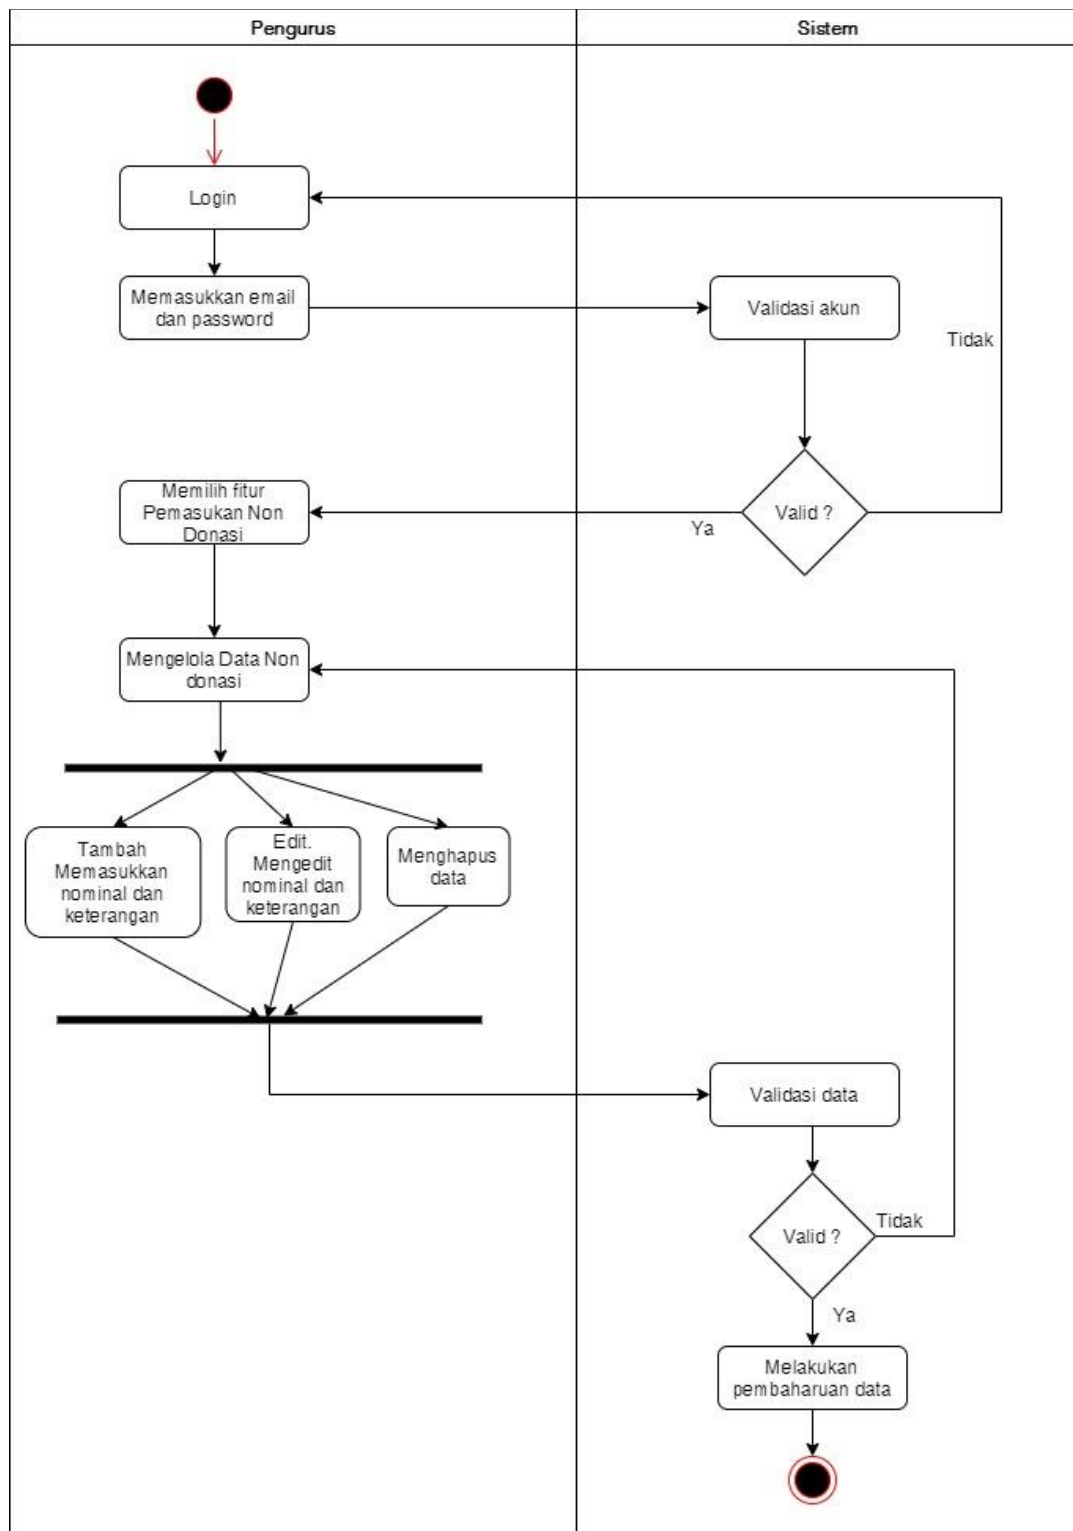 Pengurus
Sistem
Login
Memasukkan email
dan password
Validasi akun
Tidak
Memilih fitur
Pemasukan Non
Donasi
Ya
Valid ?
Mengelola Data Non
donasi
Tambah
Memasukkan
nominal dan
keterangan
Edit.
Mengedit
nominal dan
keterangan
Menghapus
data
Validasi data
Valid ?
Tidak
Ya
Melakukan
pembaharuan data